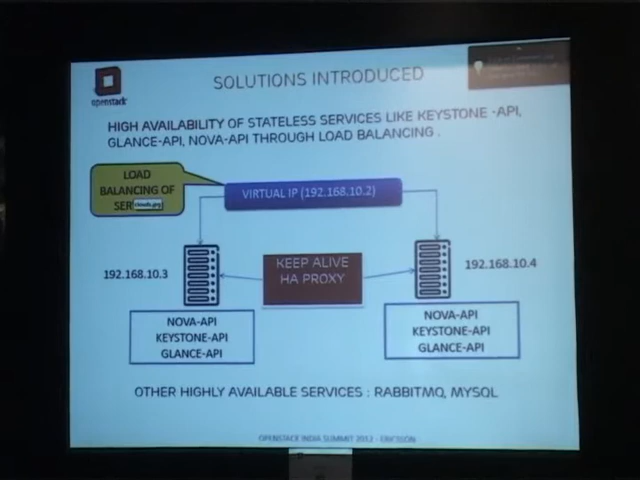 openstack
SOLUTIONS INTRODUCED
HIGH AVAILABILITY OF STATELESS SERVICES LIKE KEYSTONE -API,
GLANCE-API, NOVA-API THROUGH LOAD BALANCING .
LOAD
BALANCING OF
SER
VIRTUAL IP (192.168.10.2)
192.168.10.3
KEEP ALIVE
HA PROXY
192.168.10.4
NOVA-API
KEYSTONE-API
GLANCE-API
NOVA-API
KEYSTONE-API
GLANCE-API
OTHER HIGHLY AVAILABLE SERVICES : RABBITMQ, MYSQL
OPENSTACK INDIA SUMMIT 2012 - ERICSSON